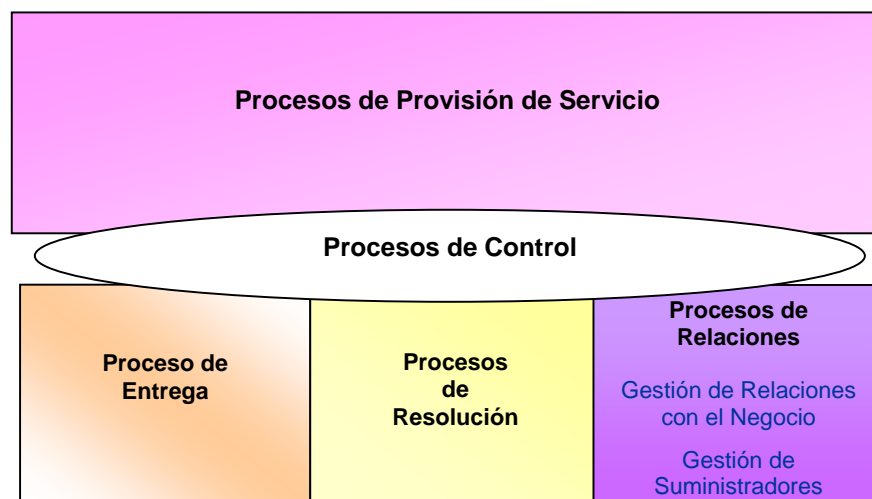 Procesos de Provisión de Servicio
Procesos de Control
Proceso de
Entrega
Procesos
de
Resolución
Procesos de
Relaciones
Gestión de Relaciones
con el Negocio
Gestión de
Suministradores